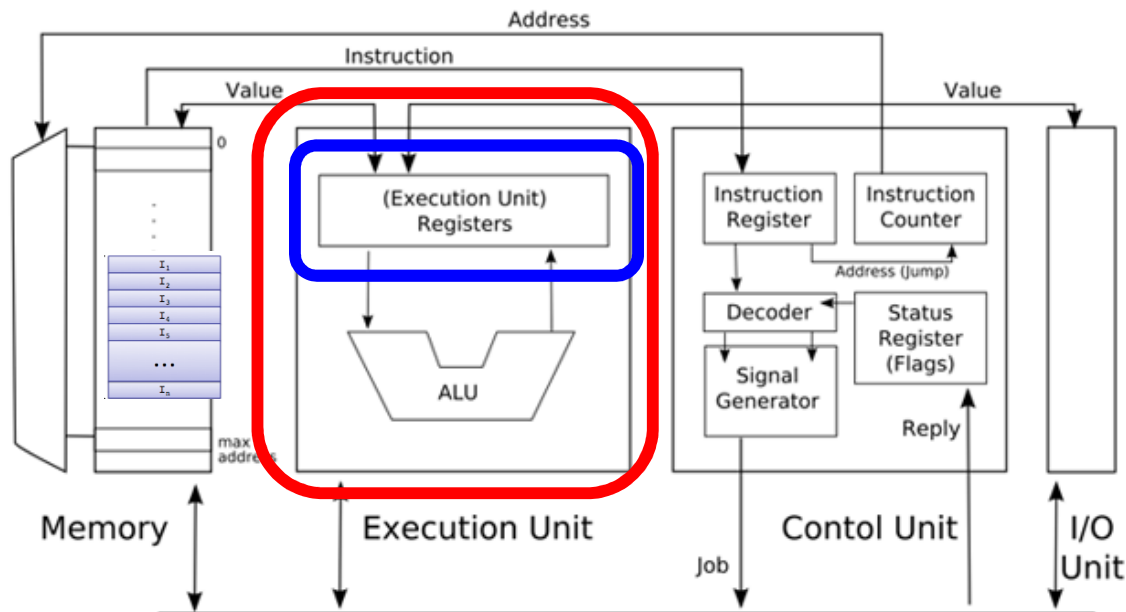 Address
Instruction
Value
Value
0
(Execution Unit)
Registers
Instruction
Register
Instruction
Counter
Address (Jump)
I₁
I₂
I₃
I₄
I₅
...
Iₙ
Decoder
Status
Register
(Flags)
ALU
Signal
Generator
Reply
max
address
Memory
Execution Unit
Contol Unit
I/O
Unit
Job